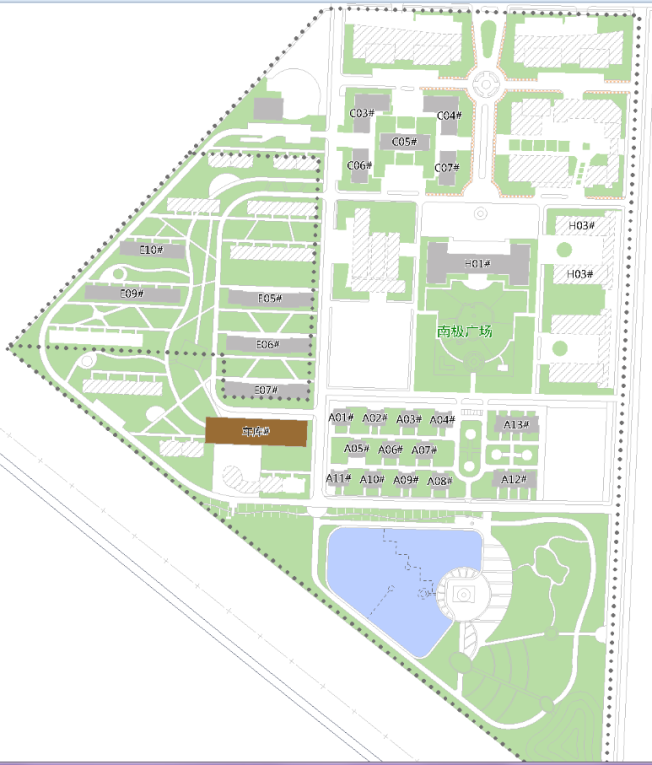 C03#
C04#
C05#
C06#
C07#
H03#
E10#
H01#
H03#
E09#
E05#
南极广场
E06#
E07#
A01#
A02#
A03#
A04#
A13#
车库#
A05#
A06#
A07#
A11#
A10#
A09#
A08#
A12#